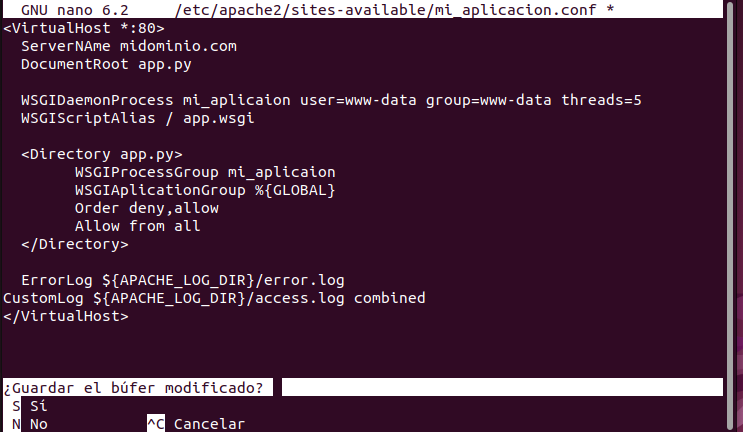 GNU nano 6.2 /etc/apache2/sites-available/mi_aplicacion.conf *
<VirtualHost *:80>
ServerNAme midominio.com
DocumentRoot app.py
WSGIDaemonProcess mi_aplicaion user=www-data group=www-data threads=5
WSGIScriptAlias / app.wsgi
<Directory app.py>
WSGIProcessGroup mi_aplicaion
WSGIAplicationGroup %{GLOBAL}
Order deny,allow
Allow from all
</Directory>
ErrorLog ${APACHE_LOG_DIR}/error.log
CustomLog ${APACHE_LOG_DIR}/access.log combined
</VirtualHost>
¿Guardar el búfer modificado?
S Sí
N No ^C Cancelar